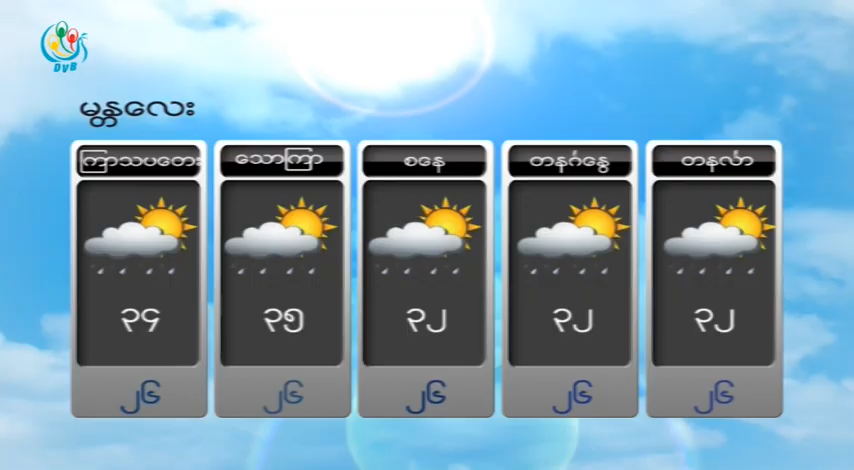 DVB
မန္တလေး
ကြာသပတေး
သောကြာ
စနေ
တနင်္ဂနွေ
တနင်္လာ
၃၄
၃၅
၃၂
၃၂
၃၂
၂၆
၂၆
၂၆
၂၆
၂၆